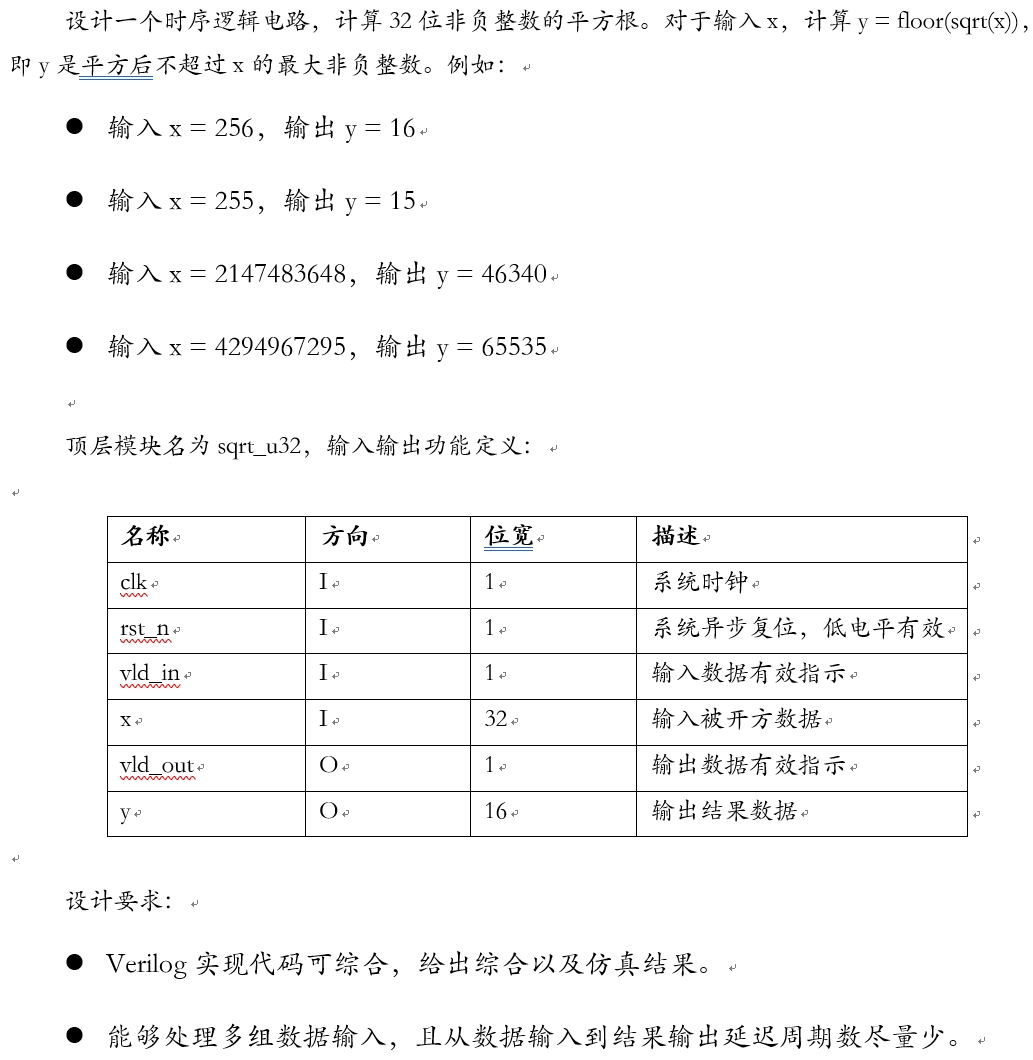 设计一个时序逻辑电路，计算 32 位非负整数的平方根。对于输入 x，计算 y = floor(sqrt(x))，
即 y 是平方后不超过 x 的最大非负整数。例如：
● 输入 x = 256，输出 y = 16
● 输入 x = 255，输出 y = 15
● 输入 x = 2147483648，输出 y = 46340
● 输入 x = 4294967295，输出 y = 65535
顶层模块名为 sqrt_u32，输入输出功能定义：
名称 方向 位宽 描述
clk I 1 系统时钟
rst_n I 1 系统异步复位，低电平有效
vld_in I 1 输入数据有效指示
x I 32 输入被开方数据
vld_out O 1 输出数据有效指示
y O 16 输出结果数据
设计要求：
● Verilog 实现代码可综合，给出综合以及仿真结果。
● 能够处理多组数据输入，且从数据输入到结果输出延迟周期数尽量少。